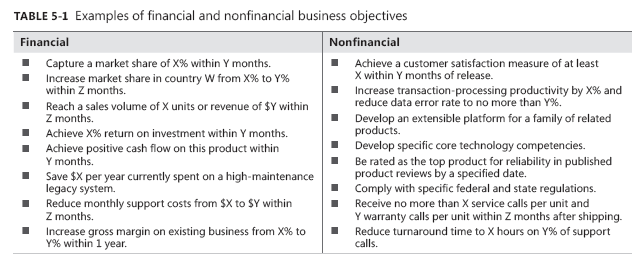 TABLE 5-1 Examples of financial and nonfinancial business objectives
Financial
■ Capture a market share of X% within Y months.
■ Increase market share in country W from X% to Y%
within Z months.
■ Reach a sales volume of X units or revenue of $Y within
Z months.
■ Achieve X% return on investment within Y months.
■ Achieve positive cash flow on this product within
Y months.
■ Save $X per year currently spent on a high-maintenance
legacy system.
■ Reduce monthly support costs from $X to $Y within
Z months.
■ Increase gross margin on existing business from X% to
Y% within 1 year.
Nonfinancial
■ Achieve a customer satisfaction measure of at least
X within Y months of release.
■ Increase transaction-processing productivity by X% and
reduce data error rate to no more than Y%.
■ Develop an extensible platform for a family of related
products.
■ Develop specific core technology competencies.
■ Be rated as the top product for reliability in published
product reviews by a specified date.
■ Comply with specific federal and state regulations.
■ Receive no more than X service calls per unit and
Y warranty calls per unit within Z months after shipping.
■ Reduce turnaround time to X hours on Y% of support
calls.